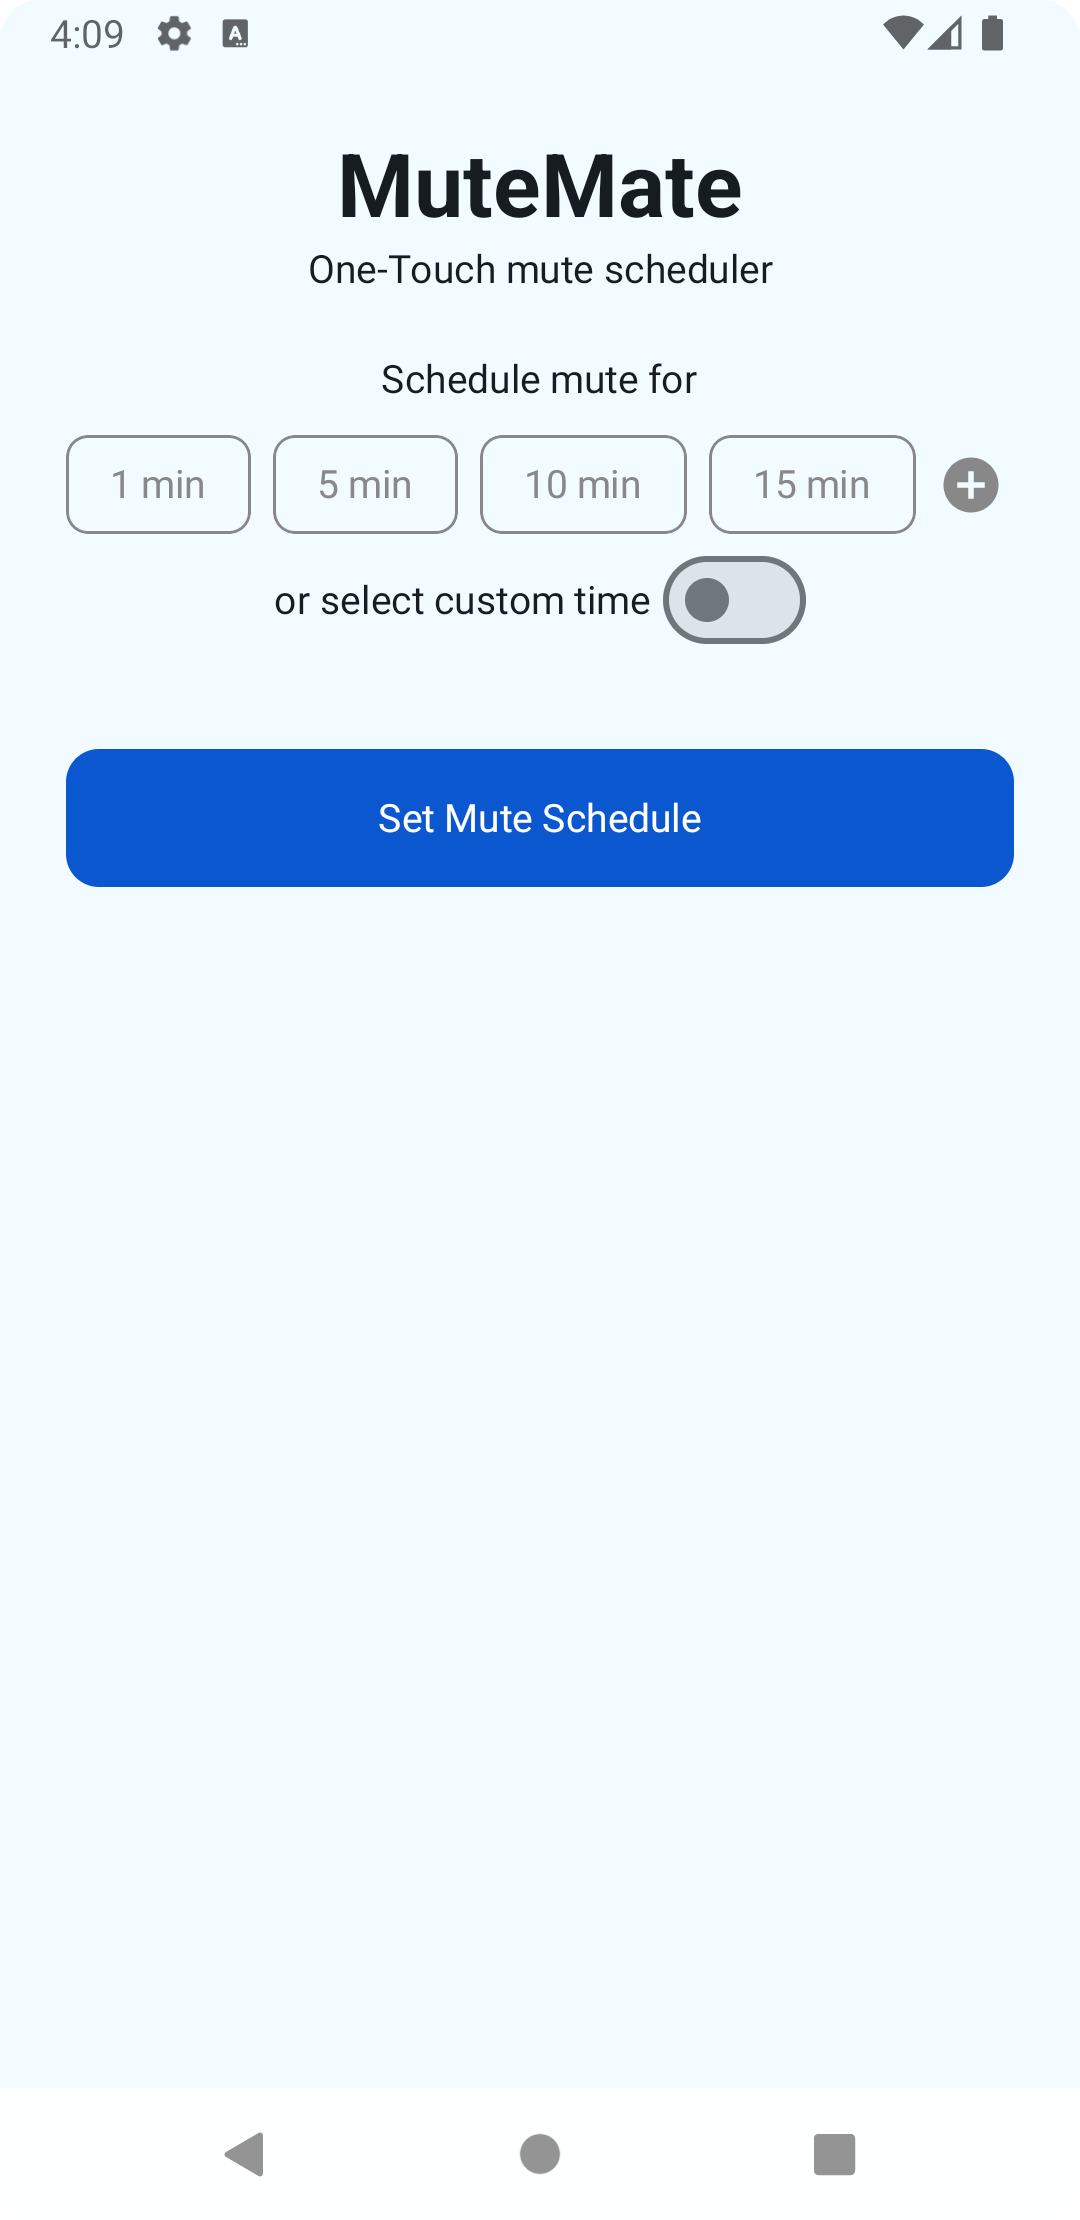 4:09
MuteMate
One-Touch mute scheduler
Schedule mute for
1 min 5 min 10 min 15 min
or select custom time
Set Mute Schedule